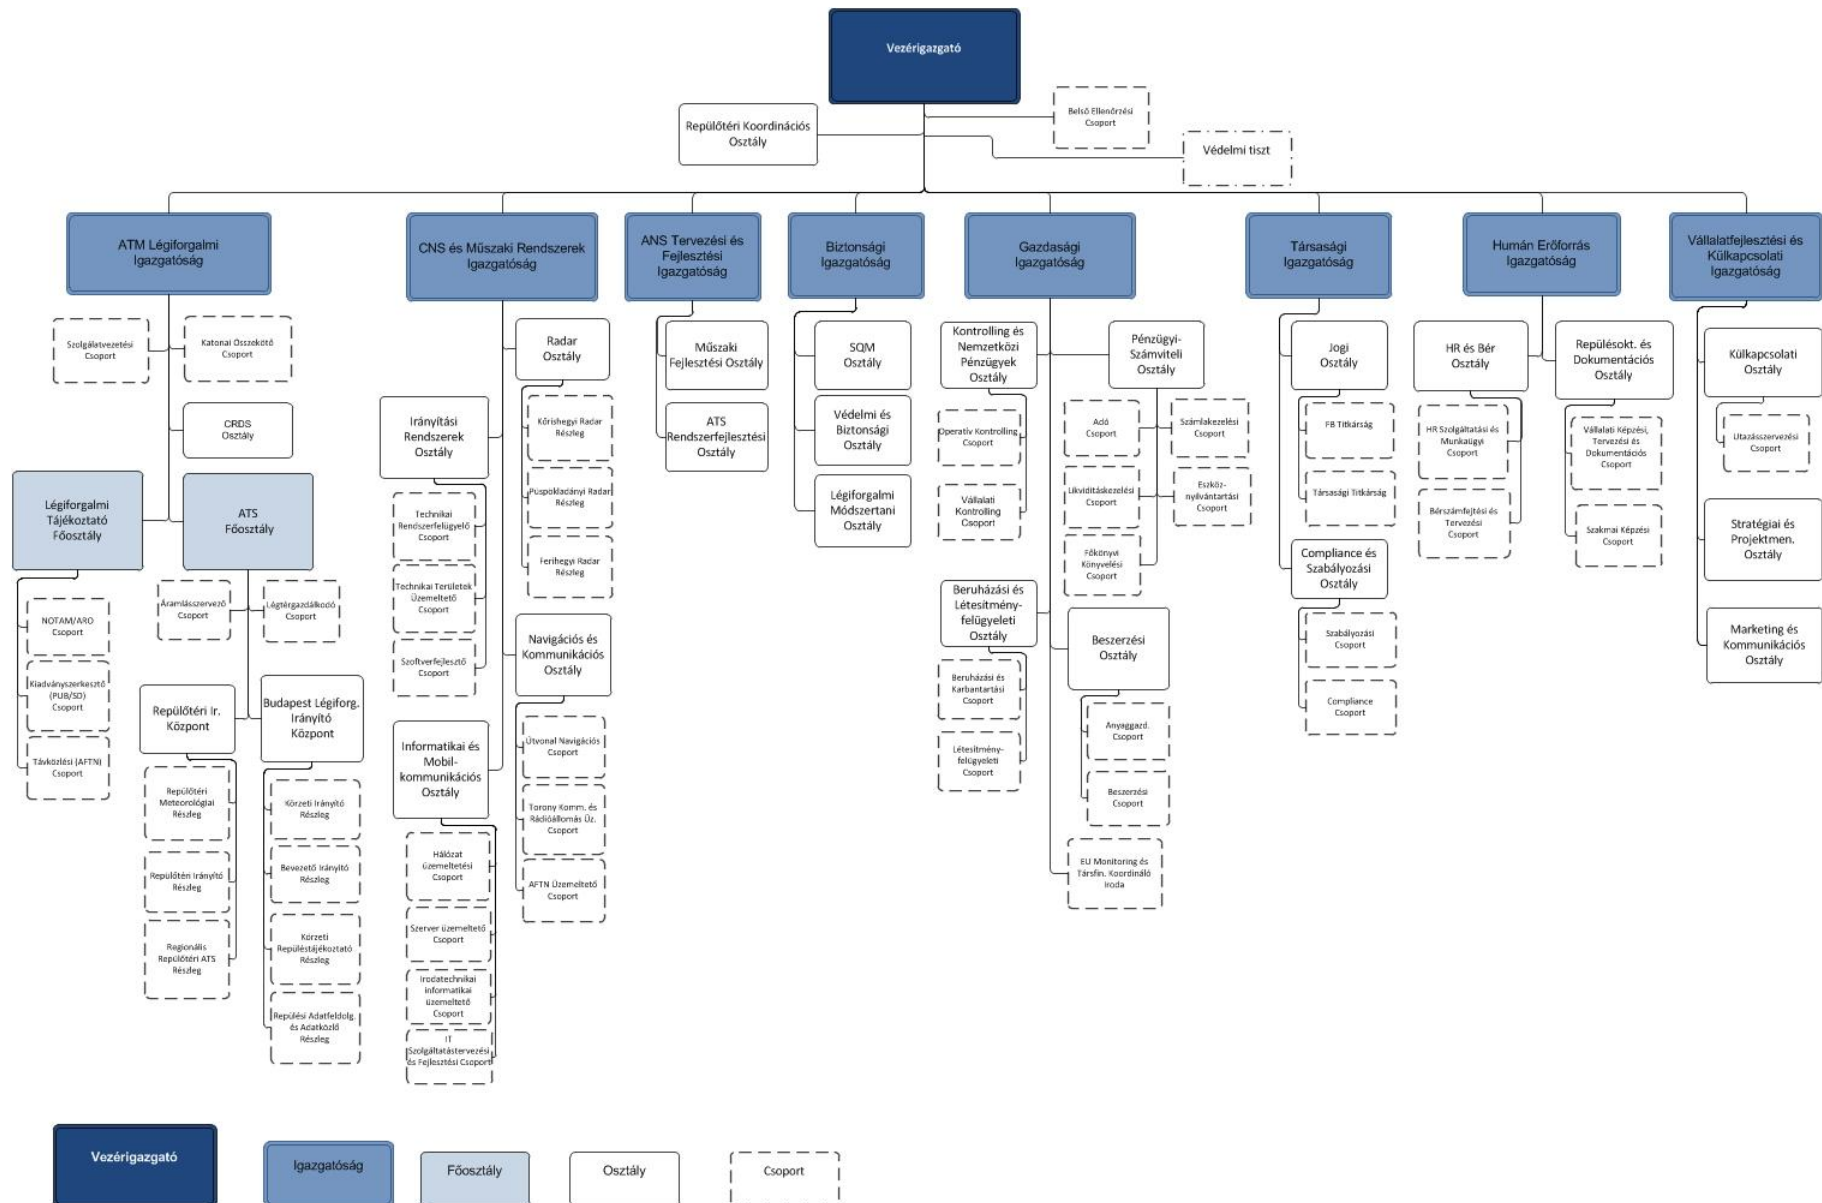 Vezérigazgató
Repülőtéri Koordinációs
Osztály
Belső Ellenőrzési
Csoport
Védelmi tiszt
ATM Légiforgalmi
Igazgatóság
CNS és Műszaki Rendszerek
Igazgatóság
ANS Tervezési és
Fejlesztési
Igazgatóság
Biztonsági
Igazgatóság
Gazdasági
Igazgatóság
Társasági
Igazgatóság
Humán Erőforrás
Igazgatóság
Vállalatfejlesztési és
Külkapcsolati
Igazgatóság
Szolgálatvezetési
Csoport
Katonai Összekötő
Csoport
CRDS
Osztály
Légiforgalmi
Tájékoztató
Főosztály
ATS
Főosztály
NOTAM/ARO
Csoport
Kiadványszerkesztő
(PUB/SD)
Csoport
Távközlési (AFTN)
Csoport
Áramlásszervező
Csoport
Légtérgazdálkodó
Csoport
Repülőtéri Ir.
Központ
Budapest Légiforg.
Irányító
Központ
Repülőtéri
Meteorológiai
Részleg
Repülőtéri Irányító
Részleg
Regionális
Repülőtéri ATS
Részleg
Körzeti Irányító
Részleg
Bevezető Irányító
Részleg
Körzeti
Repüléstájékoztató
Részleg
Repülési Adatfeldolg.
és Adatközlő
Részleg
Radar
Osztály
Kőrishegyi Radar
Részleg
Püspökladányi Radar
Részleg
Ferihegyi Radar
Részleg
Irányítási
Rendszerek
Osztály
Technikai
Rendszerfelügyelő
Csoport
Technikai Területek
Üzemeltető
Csoport
Szoftverfejlesztő
Csoport
Navigációs és
Kommunikációs
Osztály
Útvonal Navigációs
Csoport
Torony Komm. és
Rádióállomás Üz.
Csoport
AFTN Üzemeltető
Csoport
Informatikai és
Mobil-
kommunikációs
Osztály
Hálózat
üzemeltetési
Csoport
Szerver üzemeltető
Csoport
Irodatechnikai
informatikai
üzemeltető
Csoport
IT
Szolgáltatástervezési
és Fejlesztési Csoport
Műszaki
Fejlesztési Osztály
ATS
Rendszerfejlesztési
Osztály
SQM
Osztály
Védelmi és
Biztonsági
Osztály
Légiforgalmi
Módszertani
Osztály
Kontrolling és
Nemzetközi
Pénzügyek
Osztály
Operatív Kontrolling
Csoport
Vállalati
Kontrolling
Csoport
Pénzügyi-
Számviteli
Osztály
Adó
Csoport
Számlakezelési
Csoport
Likviditáskezelési
Csoport
Eszköz-
nyilvántartási
Csoport
Főkönyvi
Könyvelési
Csoport
Beruházási és
Létesítmény-
felügyeleti
Osztály
Beruházási és
Karbantartási
Csoport
Létesítmény-
felügyeleti
Csoport
Beszerzési
Osztály
Anyaggazd.
Csoport
Beszerzési
Csoport
EU Monitoring és
Társfin. Koordináló
Iroda
Jogi
Osztály
FB Titkárság
Társasági Titkárság
Compliance és
Szabályozási
Osztály
Szabályozási
Csoport
Compliance
Csoport
HR és Bér
Osztály
HR Szolgáltatási és
Munkaügyi
Csoport
Bérszámfejtési és
Tervezési
Csoport
Repülésokt. és
Dokumentációs
Osztály
Vállalati Képzési,
Tervezési és
Dokumentációs
Csoport
Szakmai Képzési
Csoport
Külkapcsolati
Osztály
Utazásszervezési
Csoport
Stratégiai és
Projektmen.
Osztály
Marketing és
Kommunikációs
Osztály
Vezérigazgató
Igazgatóság
Főosztály
Osztály
Csoport